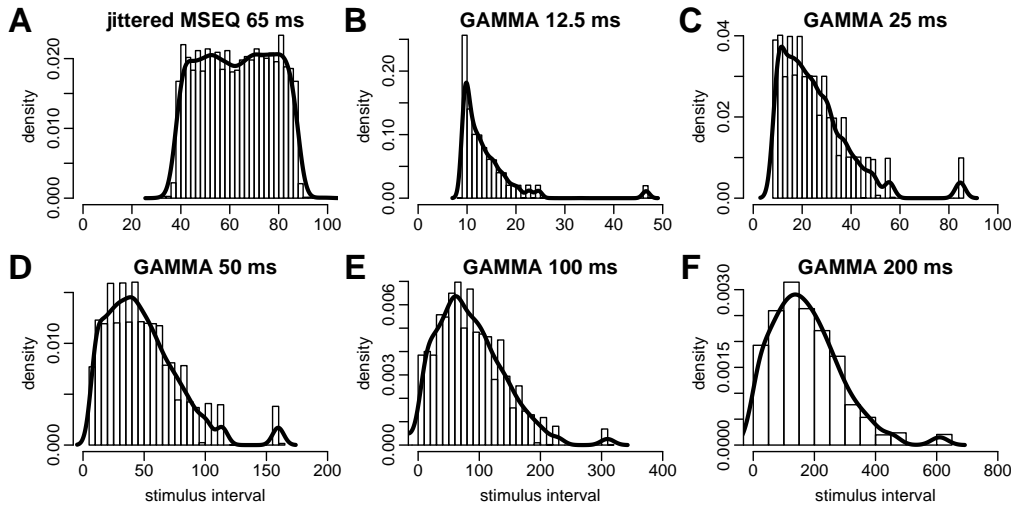 A jittered MSEQ 65 ms
density
0.000 0.010 0.020
0 20 40 60 80 100
B GAMMA 12.5 ms
density
0.00 0.10 0.20
0 10 20 30 40 50
C GAMMA 25 ms
density
0.00 0.02 0.04
0 20 40 60 80 100
D GAMMA 50 ms
density
0.000 0.010
0 50 100 150 200
stimulus interval
E GAMMA 100 ms
density
0.000 0.003 0.006
0 100 200 300 400
stimulus interval
F GAMMA 200 ms
density
0.0000 0.0015 0.0030
0 200 400 600 800
stimulus interval